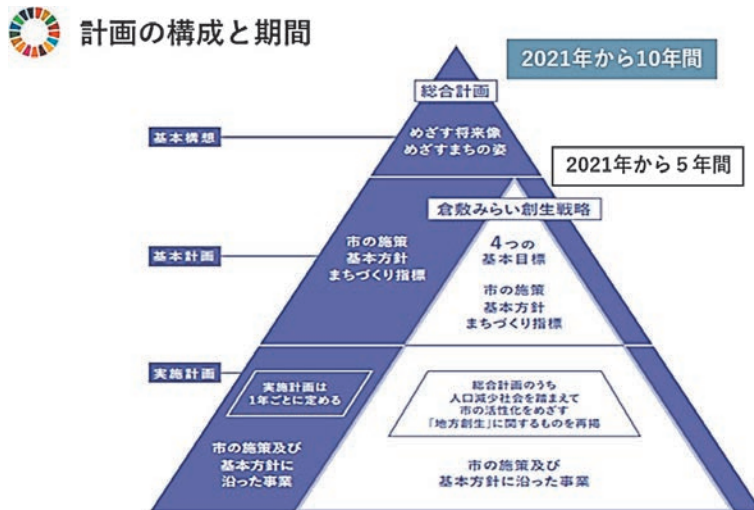 計画の構成と期間
2021年から10年間
総合計画
基本構想
めざす将来像
めざすまちの姿
2021年から５年間
倉敷みらい創生戦略
基本計画
市の施策
基本方針
まちづくり指標
4つの
基本目標
市の施策
基本方針
まちづくり指標
実施計画
実施計画は
1年ごとに定める
総合計画のうち
人口減少社会を踏まえて
市の活性化をめざす
「地方創生」に関するものを再掲
市の施策及び
基本方針に
沿った事業
市の施策及び
基本方針に沿った事業